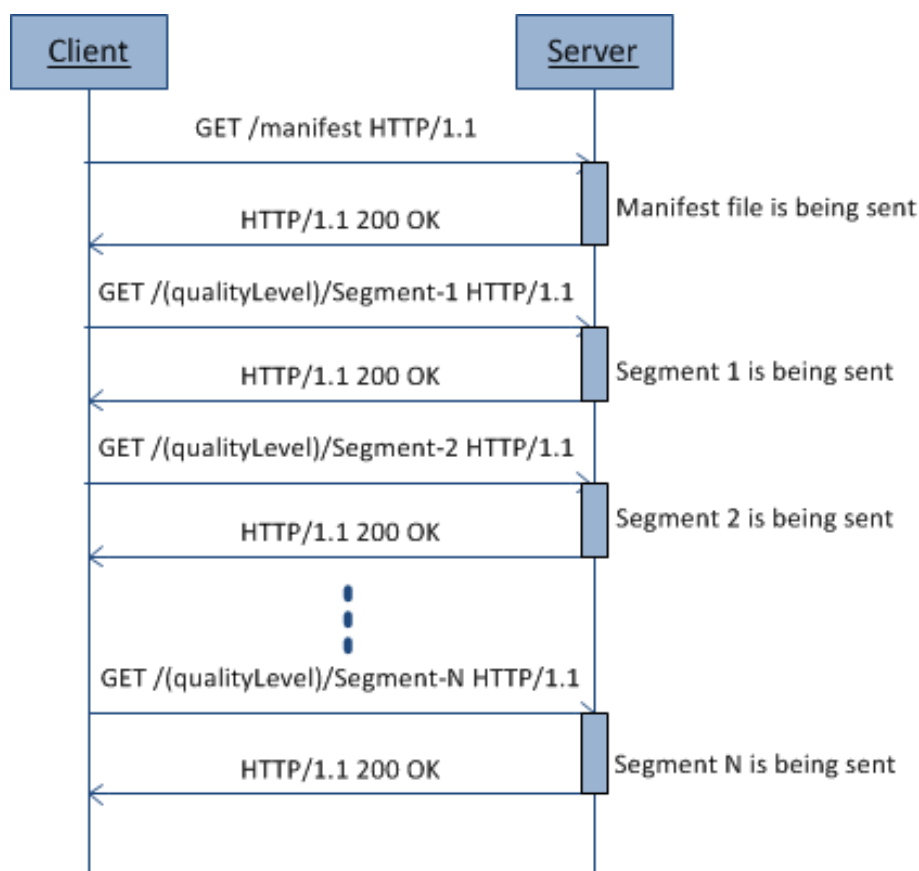 Client
Server
GET /manifest HTTP/1.1
Manifest file is being sent
HTTP/1.1 200 OK
GET /(qualityLevel)/Segment-1 HTTP/1.1
Segment 1 is being sent
HTTP/1.1 200 OK
GET /(qualityLevel)/Segment-2 HTTP/1.1
Segment 2 is being sent
HTTP/1.1 200 OK
GET /(qualityLevel)/Segment-N HTTP/1.1
Segment N is being sent
HTTP/1.1 200 OK